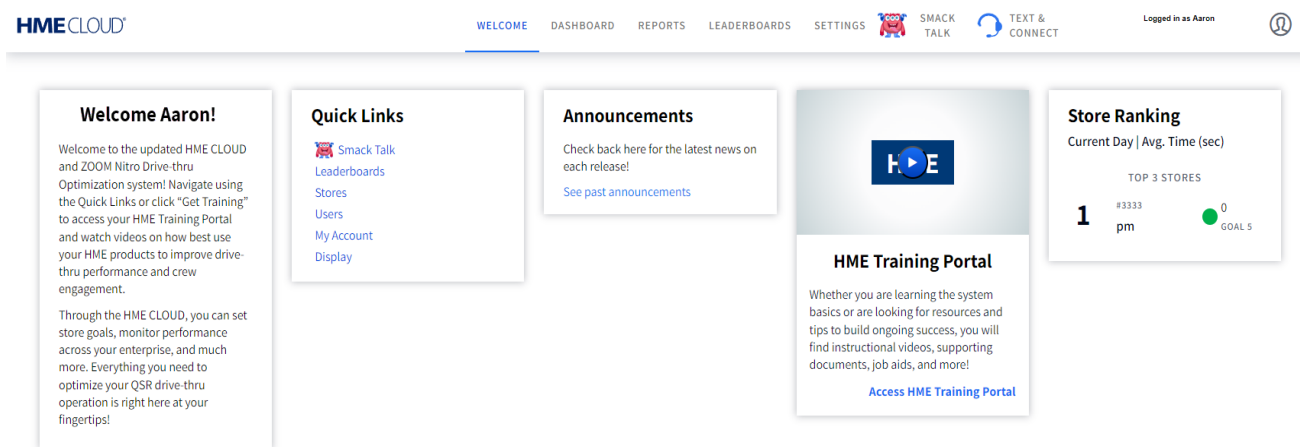 HME CLOUD®
WELCOME
DASHBOARD
REPORTS
LEADERBOARDS
SETTINGS
SMACK
TALK
TEXT &
CONNECT
Logged in as Aaron
Welcome Aaron!
Welcome to the updated HME CLOUD
and ZOOM Nitro Drive-thru
Optimization system! Navigate using
the Quick Links or click “Get Training”
to access your HME Training Portal
and watch videos on how best use
your HME products to improve drive-
thru performance and crew
engagement.
Through the HME CLOUD, you can set
store goals, monitor performance
across your enterprise, and much
more. Everything you need to
optimize your QSR drive-thru
operation is right here at your
fingertips!
Quick Links
Smack Talk
Leaderboards
Stores
Users
My Account
Display
Announcements
Check back here for the latest news on
each release!
See past announcements
HME
HME Training Portal
Whether you are learning the system
basics or are looking for resources and
tips to build ongoing success, you will
find instructional videos, supporting
documents, job aids, and more!
Access HME Training Portal
Store Ranking
Current Day | Avg. Time (sec)
TOP 3 STORES
1
#3333
pm
0
GOAL 5